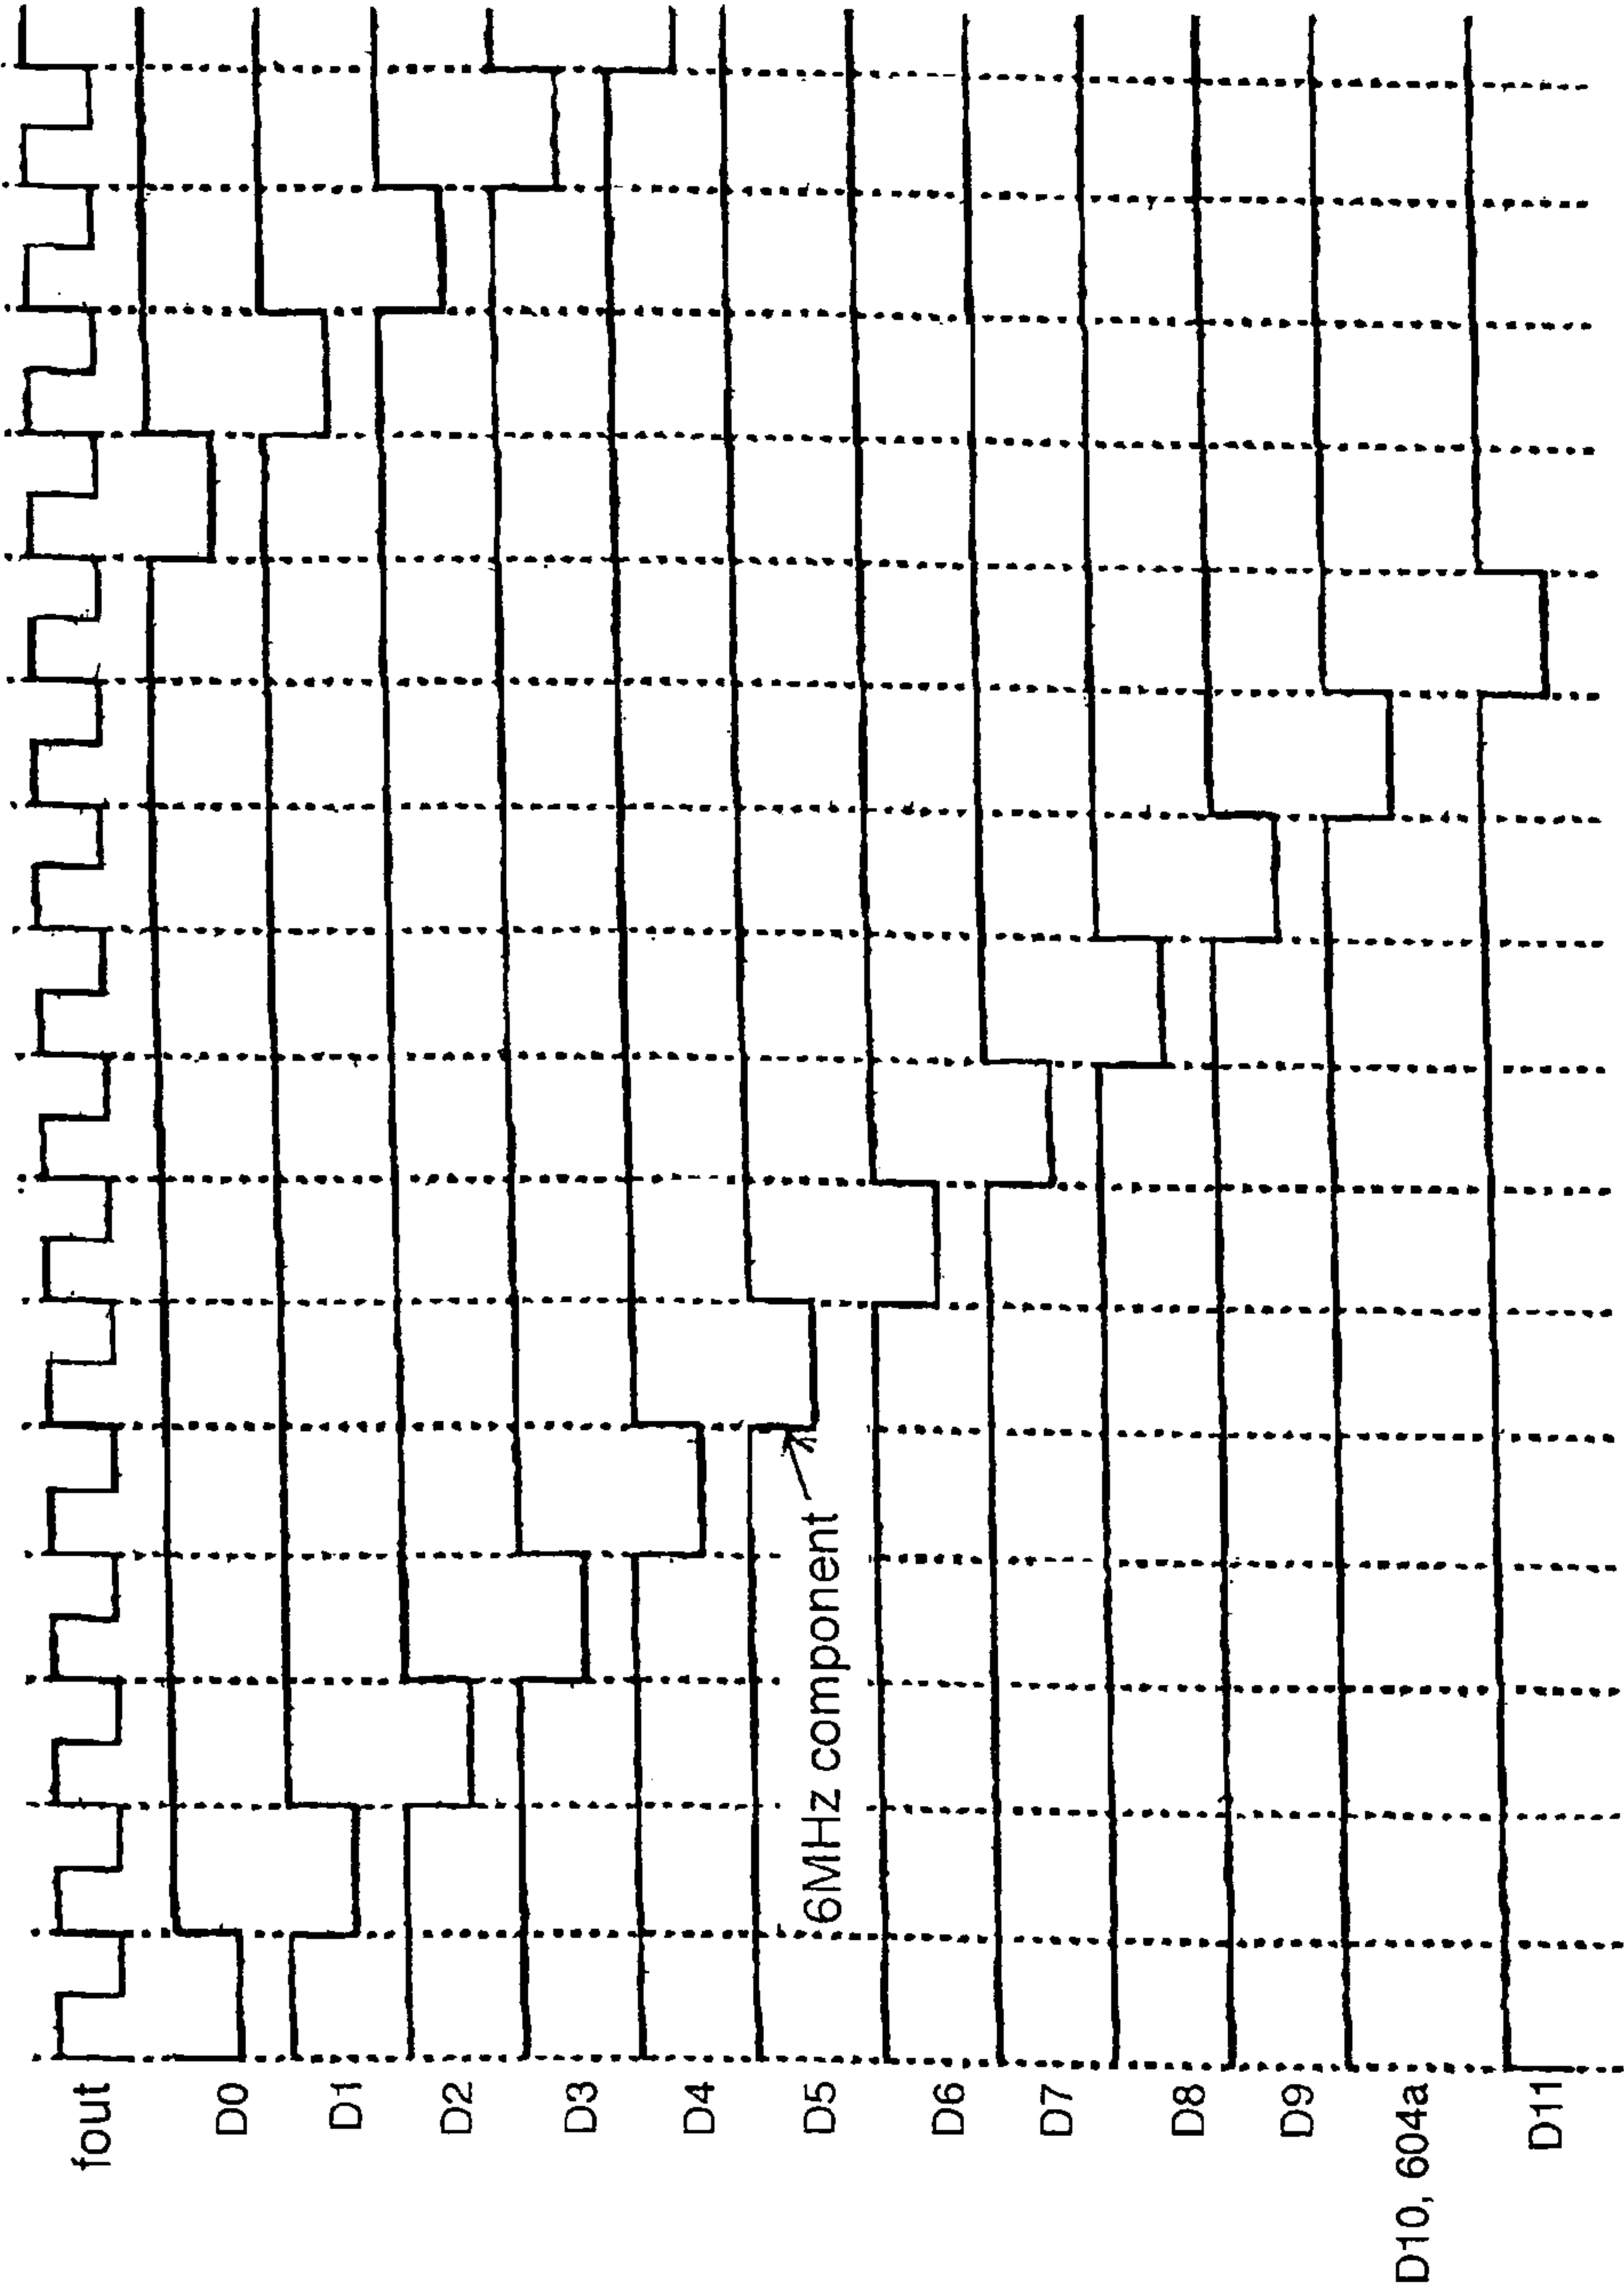 fout
D0
D1
D2
D3
D4
D5
D6
D7
D8
D9
D10, 604a
D11
6MHz component